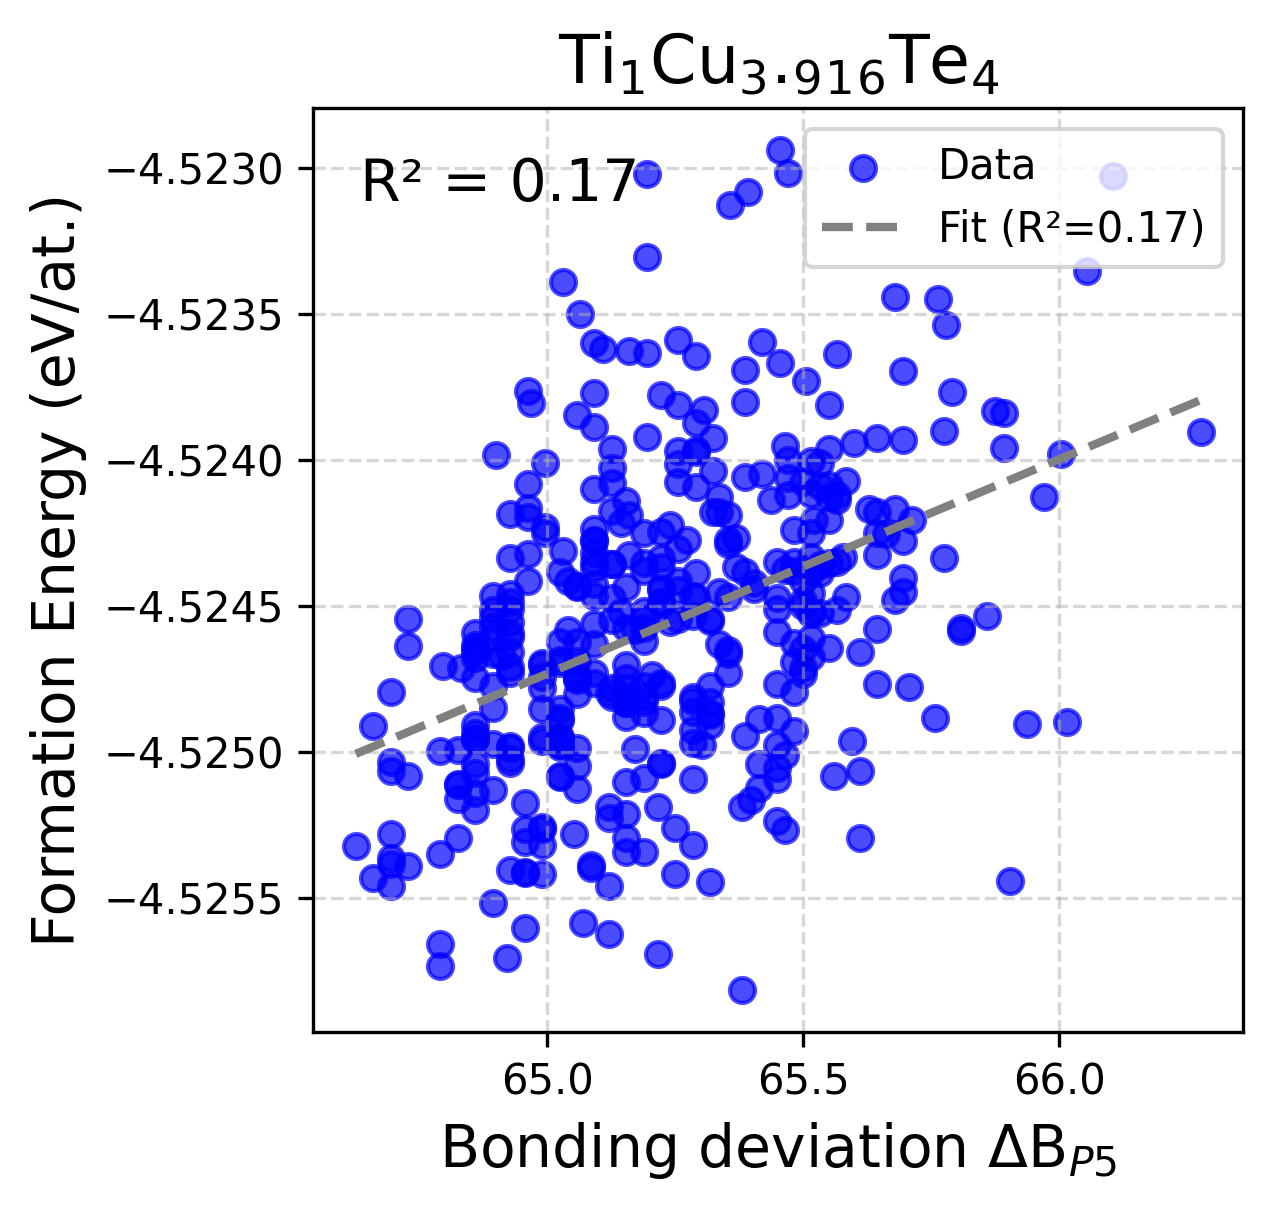 Ti₁Cu₃.₉₁₆Te₄
R² = 0.17
Data
Fit (R²=0.17)
Formation Energy (eV/at.)
−4.5230
−4.5235
−4.5240
−4.5245
−4.5250
−4.5255
65.0 65.5 66.0
Bonding deviation ΔB_P5